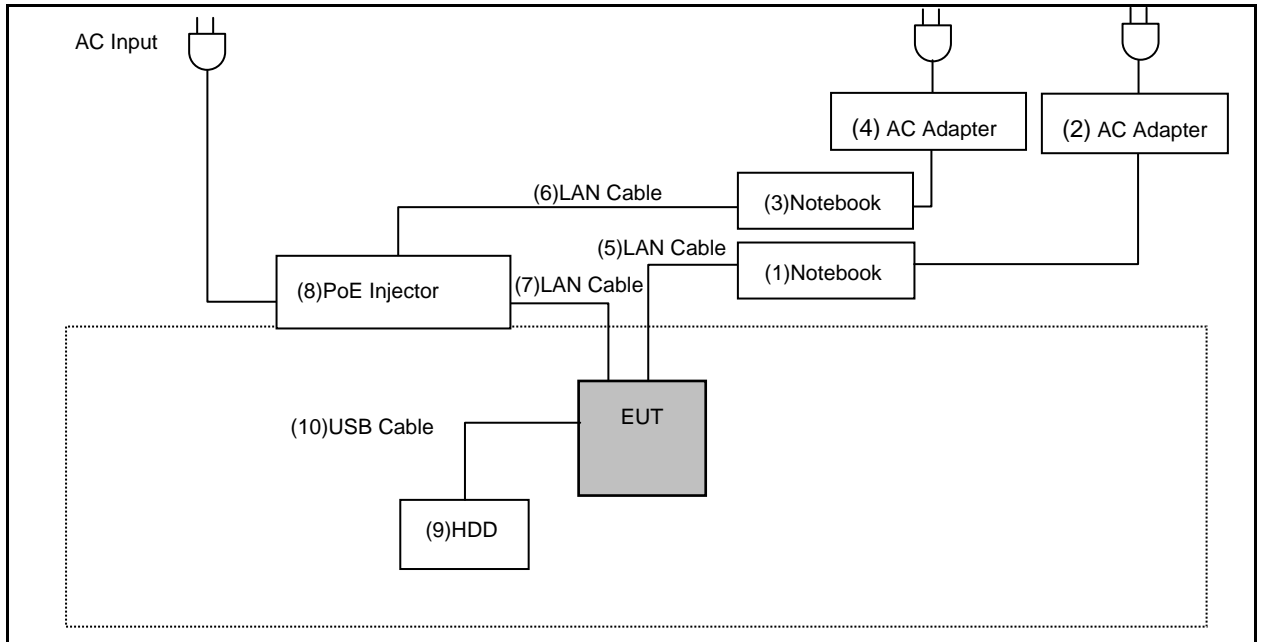 AC Input
(4) AC Adapter
(2) AC Adapter
(6)LAN Cable
(3)Notebook
(5)LAN Cable
(1)Notebook
(8)PoE Injector
(7)LAN Cable
EUT
(10)USB Cable
(9)HDD